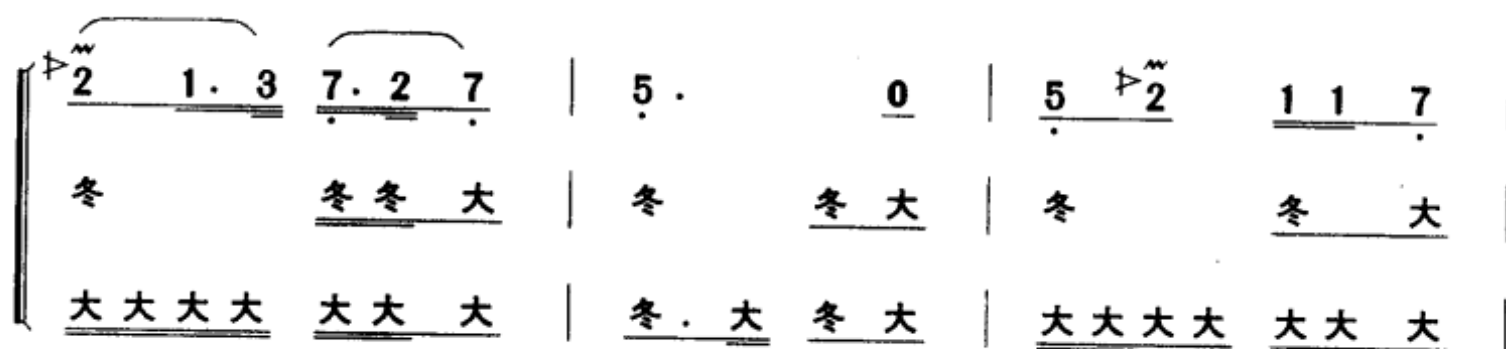 2 1 . 3 7 . 2 7 | 5 . 0 | 5 2 1 1 7
冬 冬 冬 大 | 冬 冬 大 | 冬 冬 大
大 大 大 大 大 大 大 | 冬 . 大 冬 大 | 大 大 大 大 大 大 大